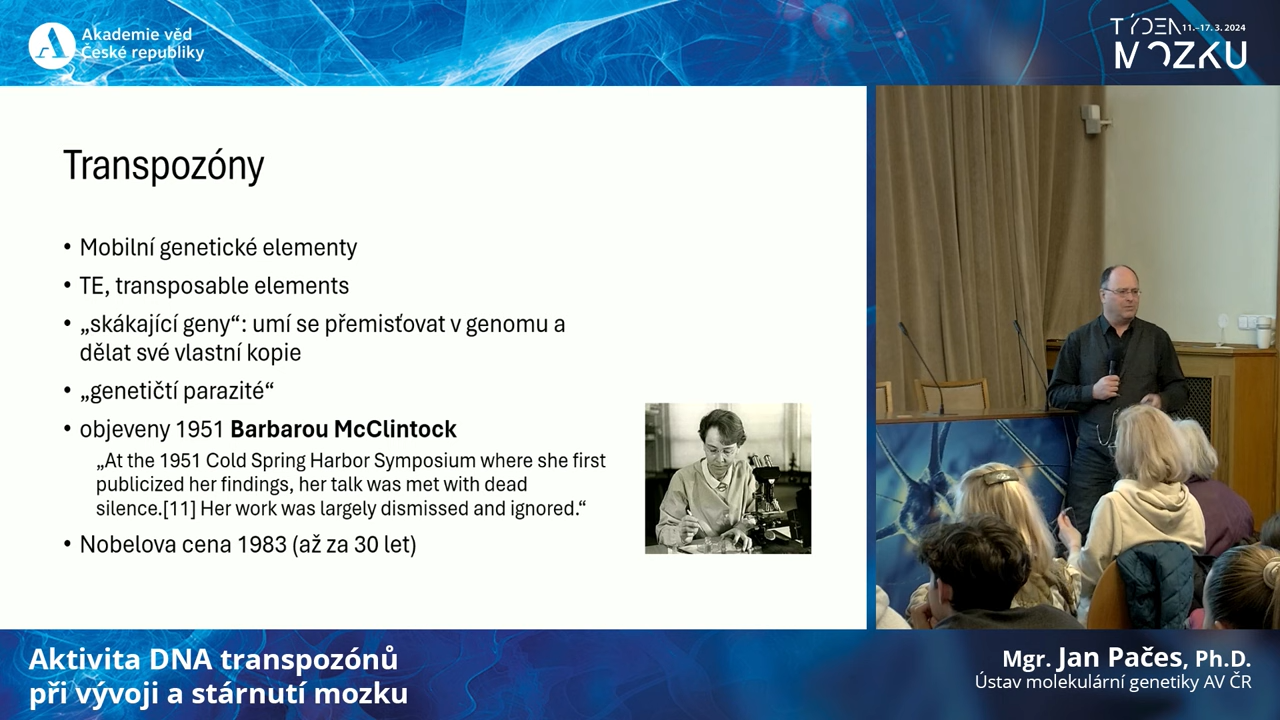 Akademie věd
České republiky
TÝDEN 11.–17. 3. 2024
MOZKU
Transpozóny
• Mobilní genetické elementy
• TE, transposable elements
• „skákající geny“: umí se přemisťovat v genomu a
dělat své vlastní kopie
• „genetičtí parazité“
• objeveny 1951 Barbarou McClintock
„At the 1951 Cold Spring Harbor Symposium where she first
publicized her findings, her talk was met with dead
silence.[11] Her work was largely dismissed and ignored.“
• Nobelova cena 1983 (až za 30 let)
Aktivita DNA transpozónů
při vývoji a stárnutí mozku
Mgr. Jan Pačes, Ph.D.
Ústav molekulární genetiky AV ČR